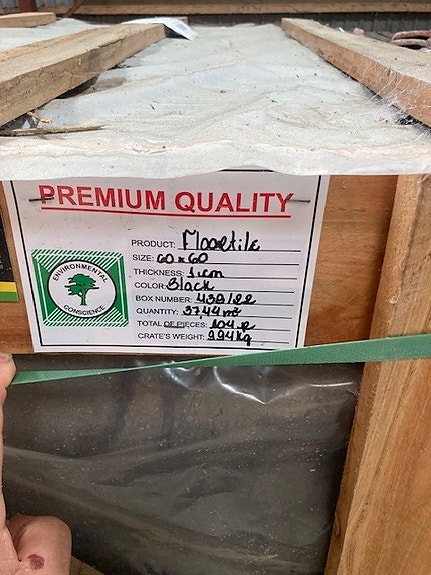 PREMIUM QUALITY
ENVIRONMENTAL
CONSCIENCE
PRODUCT: Floortile
SIZE: 60x60
THICKNESS: 1cm
COLOR: Black
BOX NUMBER:
QUANTITY: 37,44 m²
TOTAL OF PIECES: 104 p
CRATE'S WEIGHT: 994kg